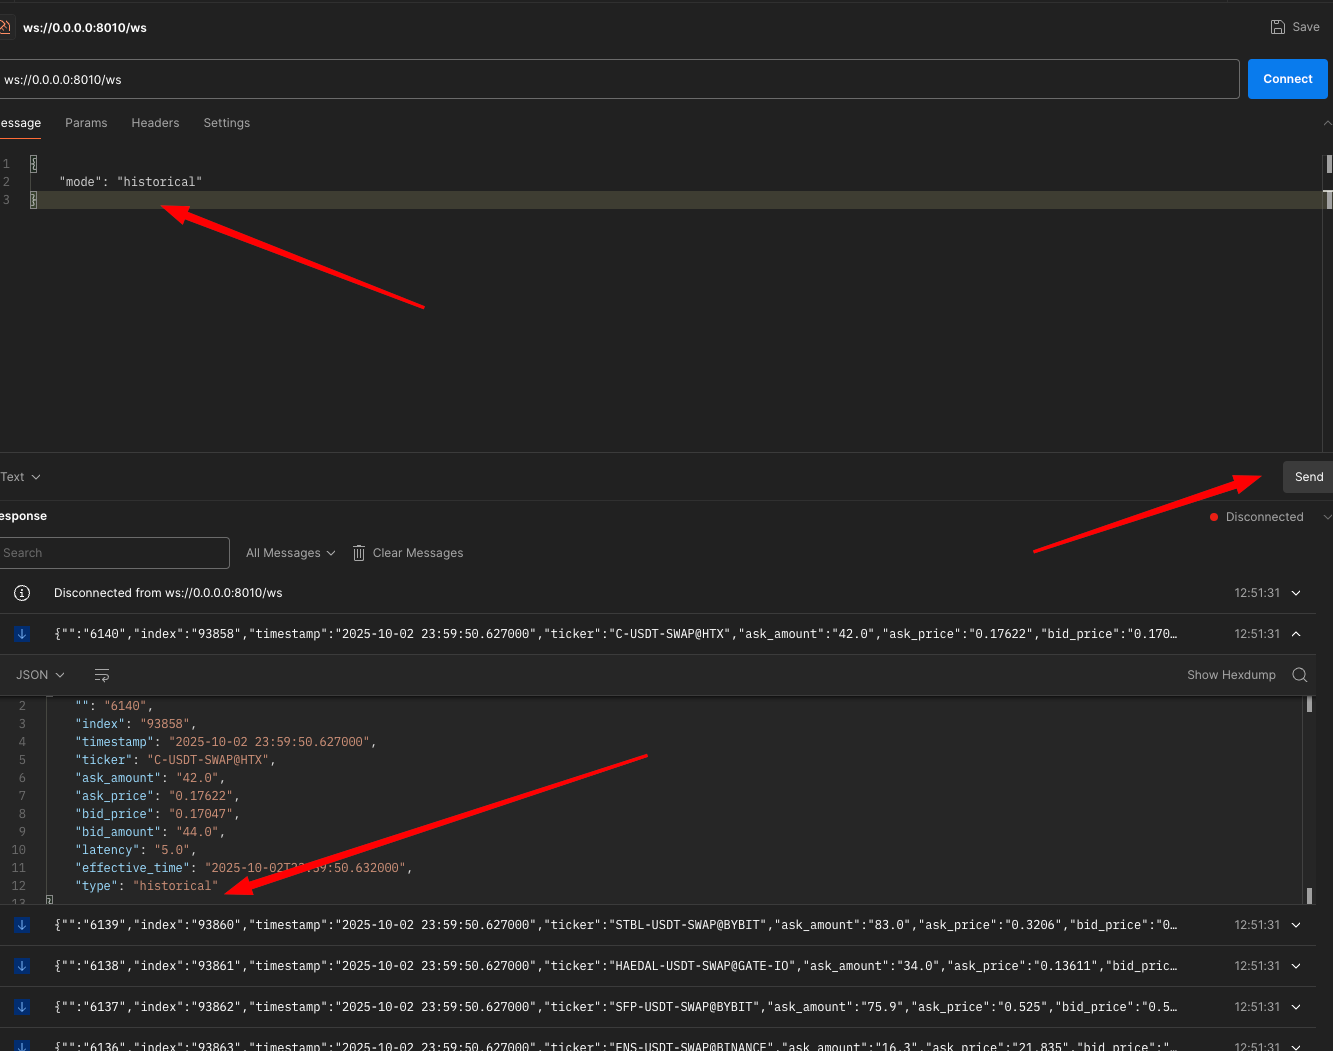 ws://0.0.0.0:8010/ws
Save
ws://0.0.0.0:8010/ws
Connect
essage Params Headers Settings
1 {
2 "mode": "historical"
3 }
Text
Send
esponse
Disconnected
Search
All Messages
Clear Messages
Disconnected from ws://0.0.0.0:8010/ws 12:51:31
{"":"6140","index":"93858","timestamp":"2025-10-02 23:59:50.627000","ticker":"C-USDT-SWAP@HTX","ask_amount":"42.0","ask_price":"0.17622","bid_price":"0.170… 12:51:31
JSON
Show Hexdump
2 "": "6140",
3 "index": "93858",
4 "timestamp": "2025-10-02 23:59:50.627000",
5 "ticker": "C-USDT-SWAP@HTX",
6 "ask_amount": "42.0",
7 "ask_price": "0.17622",
8 "bid_price": "0.17047",
9 "bid_amount": "44.0",
10 "latency": "5.0",
11 "effective_time": "2025-10-02T23:59:50.632000",
12 "type": "historical"
13 }
{"":"6139","index":"93860","timestamp":"2025-10-02 23:59:50.627000","ticker":"STBL-USDT-SWAP@BYBIT","ask_amount":"83.0","ask_price":"0.3206","bid_price":"0… 12:51:31
{"":"6138","index":"93861","timestamp":"2025-10-02 23:59:50.627000","ticker":"HAEDAL-USDT-SWAP@GATE-IO","ask_amount":"34.0","ask_price":"0.13611","bid_pric… 12:51:31
{"":"6137","index":"93862","timestamp":"2025-10-02 23:59:50.627000","ticker":"SFP-USDT-SWAP@BYBIT","ask_amount":"75.9","ask_price":"0.525","bid_price":"0.5… 12:51:31
{"":"6136","index":"93863","timestamp":"2025-10-02 23:59:50.627000","ticker":"ENS-USDT-SWAP@BINANCE","ask_amount":"16.3","ask_price":"21.835","bid_price":"… 12:51:31